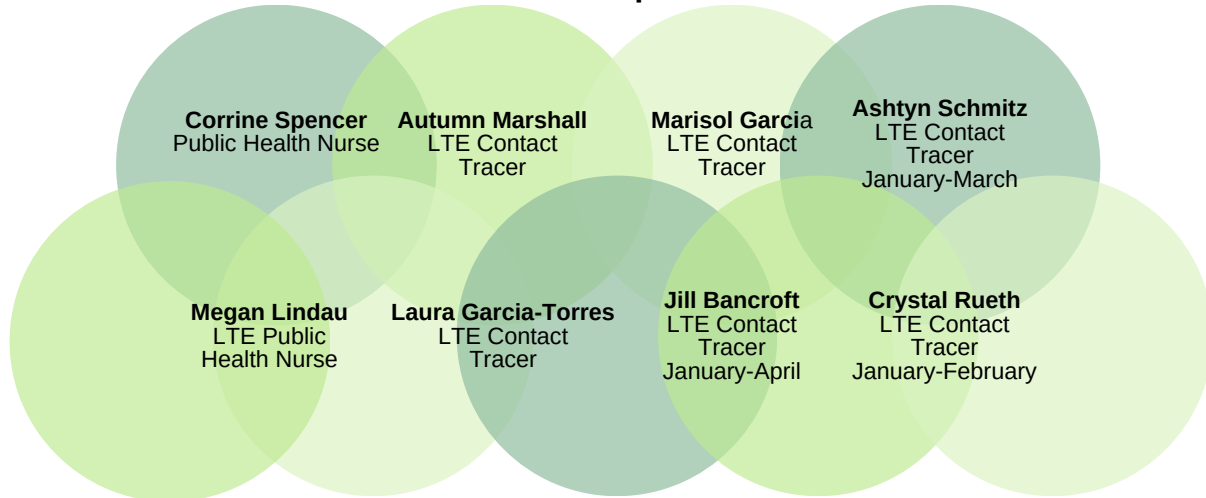 Corrine Spencer
Public Health Nurse
Autumn Marshall
LTE Contact
Tracer
Marisol Garcia
LTE Contact
Tracer
Ashtyn Schmitz
LTE Contact
Tracer
January-March
Megan Lindau
LTE Public
Health Nurse
Laura Garcia-Torres
LTE Contact
Tracer
Jill Bancroft
LTE Contact
Tracer
January-April
Crystal Rueth
LTE Contact
Tracer
January-February